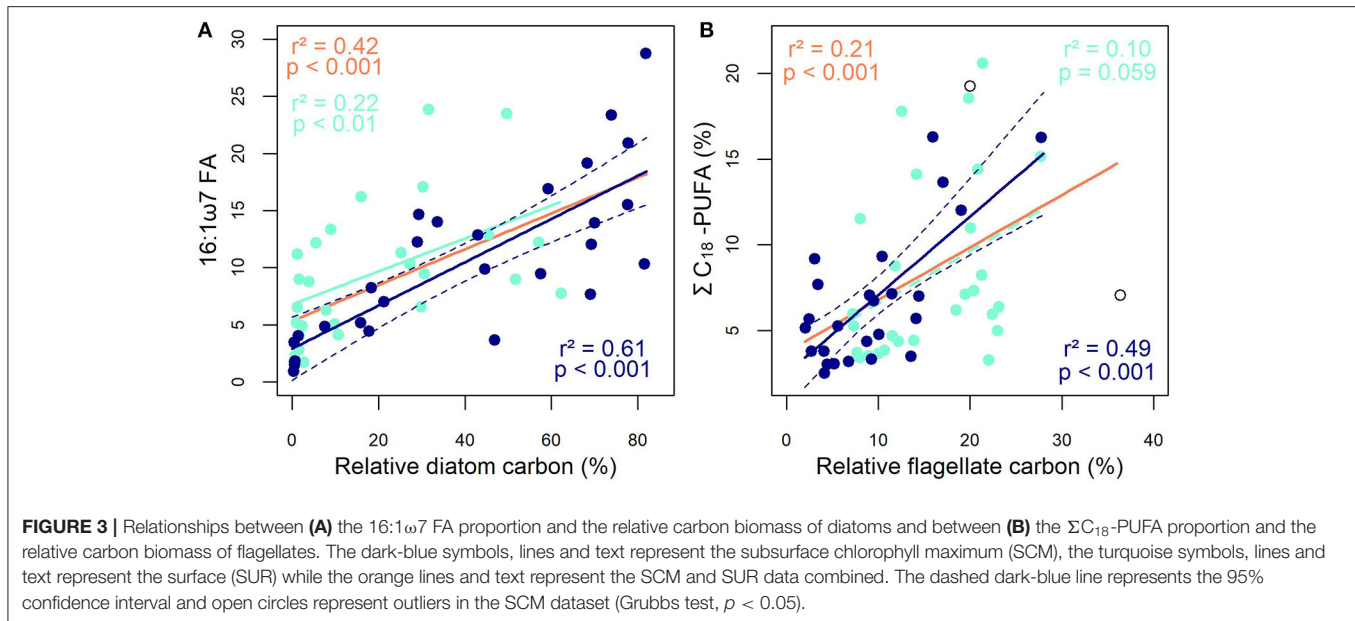 A
r² = 0.42
p < 0.001
r² = 0.22
p < 0.01
r² = 0.61
p < 0.001
16:1ω7 FA
30
25
20
15
10
5
0
0 20 40 60 80
Relative diatom carbon (%)
B
r² = 0.21
p < 0.001
r² = 0.10
p = 0.059
r² = 0.49
p < 0.001
Σ C₁₈-PUFA (%)
20
15
10
5
0 10 20 30 40
Relative flagellate carbon (%)
FIGURE 3 | Relationships between (A) the 16:1ω7 FA proportion and the relative carbon biomass of diatoms and between (B) the ΣC₁₈-PUFA proportion and the
relative carbon biomass of flagellates. The dark-blue symbols, lines and text represent the subsurface chlorophyll maximum (SCM), the turquoise symbols, lines and
text represent the surface (SUR) while the orange lines and text represent the SCM and SUR data combined. The dashed dark-blue line represents the 95%
confidence interval and open circles represent outliers in the SCM dataset (Grubbs test, p < 0.05).